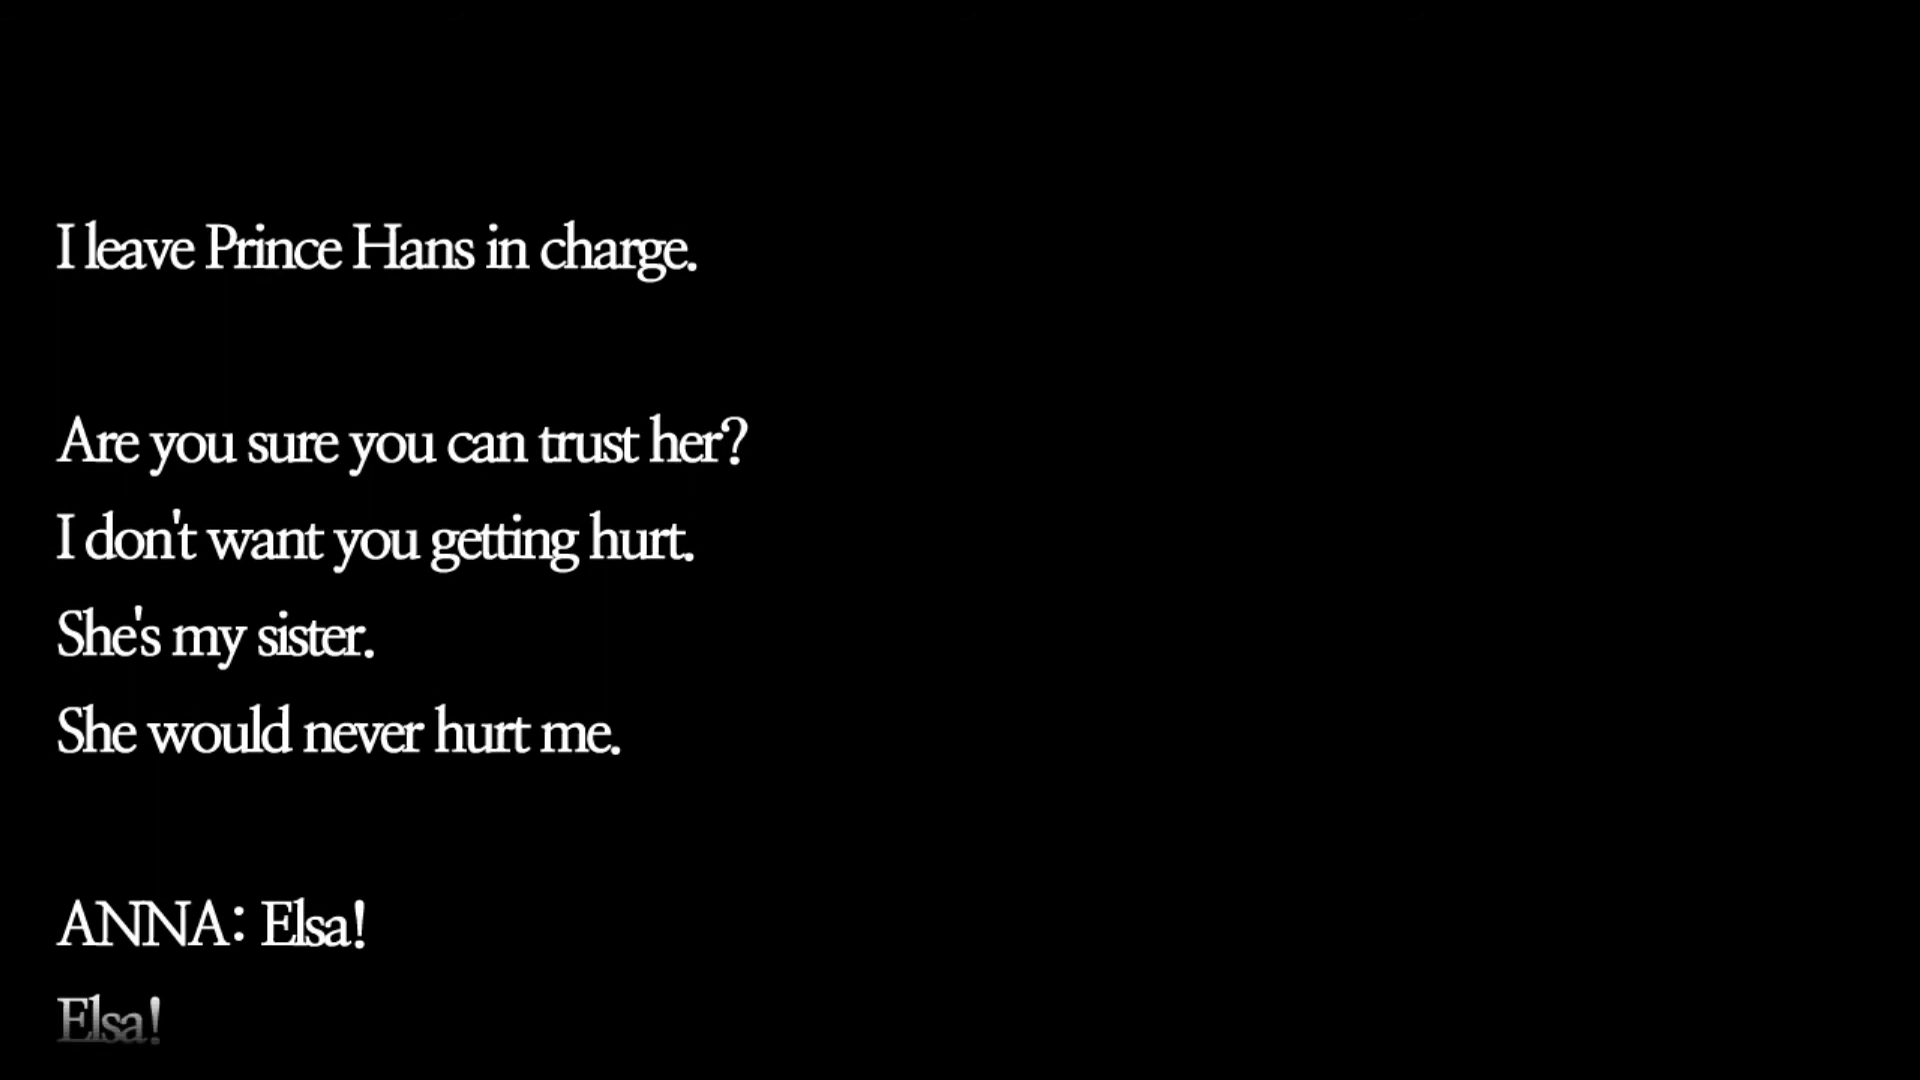 I leave Prince Hans in charge.
Are you sure you can trust her?
I don't want you getting hurt.
She's my sister.
She would never hurt me.
ANNA: Elsa!
Elsa!